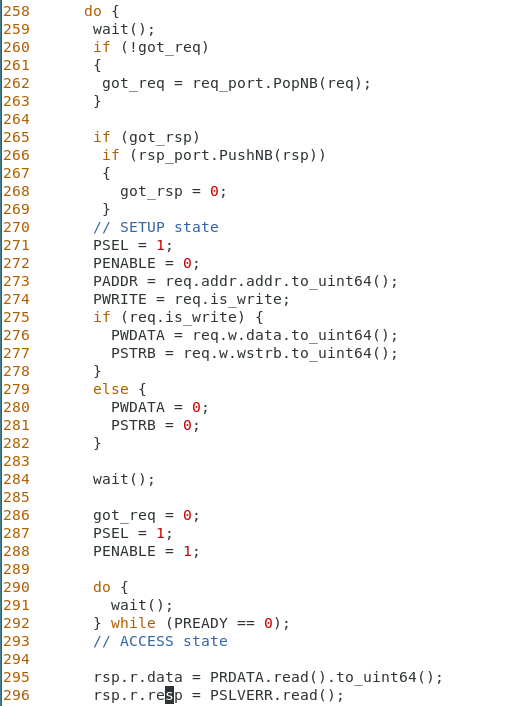 258      do {
259       wait();
260       if (!got_req)
261       {
262        got_req = req_port.PopNB(req);
263       }
264
265       if (got_rsp)
266        if (rsp_port.PushNB(rsp))
267        {
268          got_rsp = 0;
269        }
270       // SETUP state
271       PSEL = 1;
272       PENABLE = 0;
273       PADDR = req.addr.addr.to_uint64();
274       PWRITE = req.is_write;
275       if (req.is_write) {
276         PWDATA = req.w.data.to_uint64();
277         PSTRB = req.w.wstrb.to_uint64();
278       }
279       else {
280         PWDATA = 0;
281         PSTRB = 0;
282       }
283
284       wait();
285
286       got_req = 0;
287       PSEL = 1;
288       PENABLE = 1;
289
290       do {
291         wait();
292       } while (PREADY == 0);
293       // ACCESS state
294
295       rsp.r.data = PRDATA.read().to_uint64();
296       rsp.r.resp = PSLVERR.read();